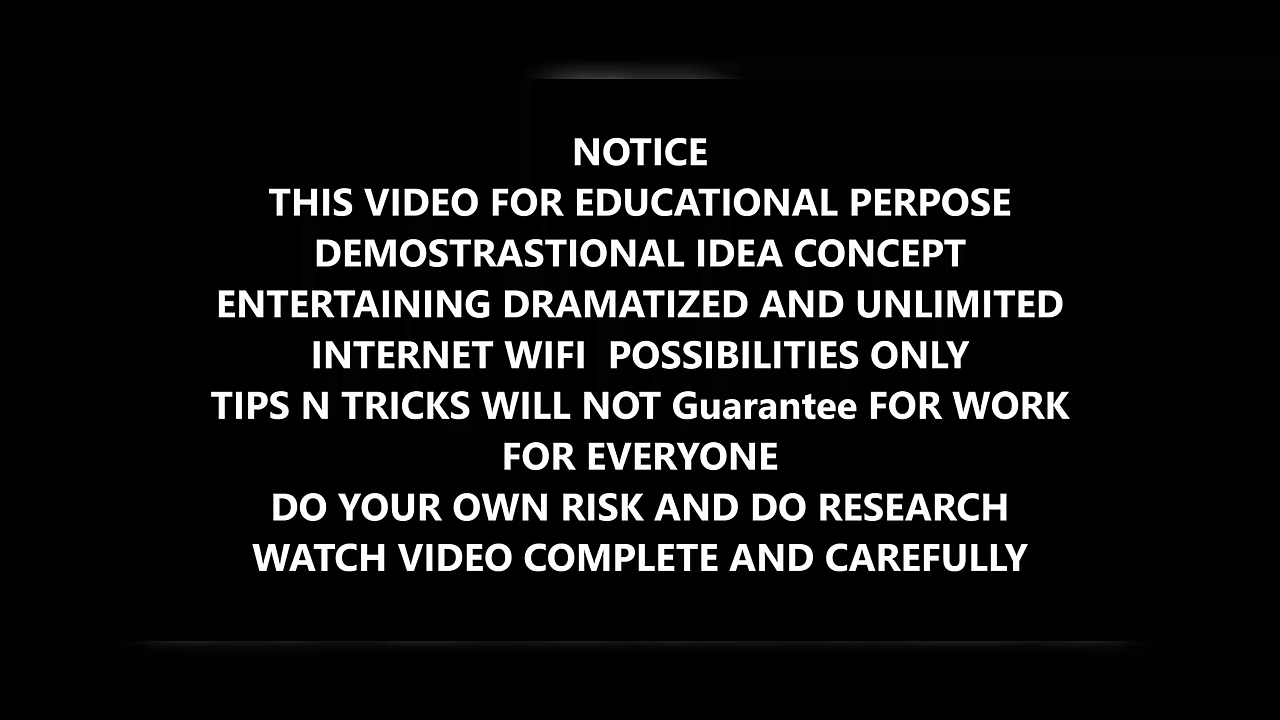 NOTICE
THIS VIDEO FOR EDUCATIONAL PERPOSE
DEMOSTRASTIONAL IDEA CONCEPT
ENTERTAINING DRAMATIZED AND UNLIMITED
INTERNET WIFI  POSSIBILITIES ONLY
TIPS N TRICKS WILL NOT Guarantee FOR WORK
FOR EVERYONE
DO YOUR OWN RISK AND DO RESEARCH
WATCH VIDEO COMPLETE AND CAREFULLY